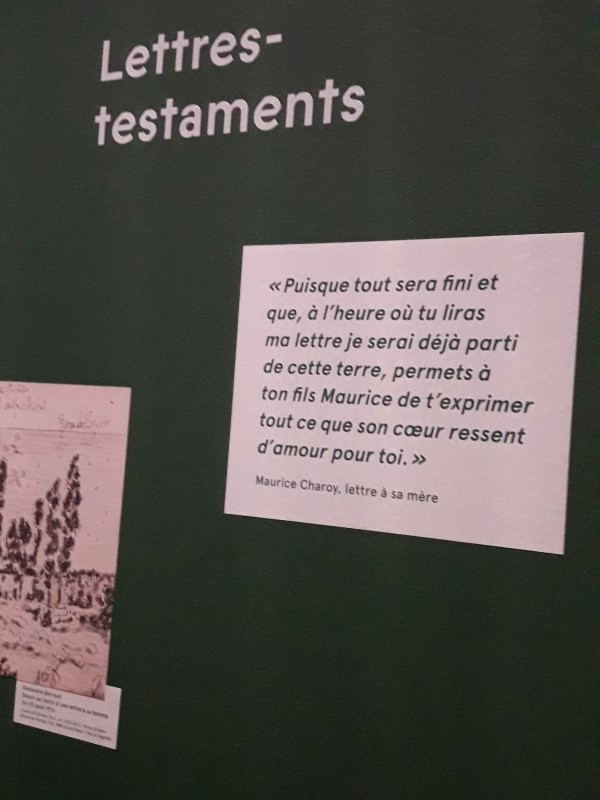 Lettres-
testaments
« Puisque tout sera fini et
que, à l'heure où tu liras
ma lettre je serai déjà parti
de cette terre, permets à
ton fils Maurice de t'exprimer
tout ce que son cœur ressent
d'amour pour toi. »
Maurice Charoy, lettre à sa mère